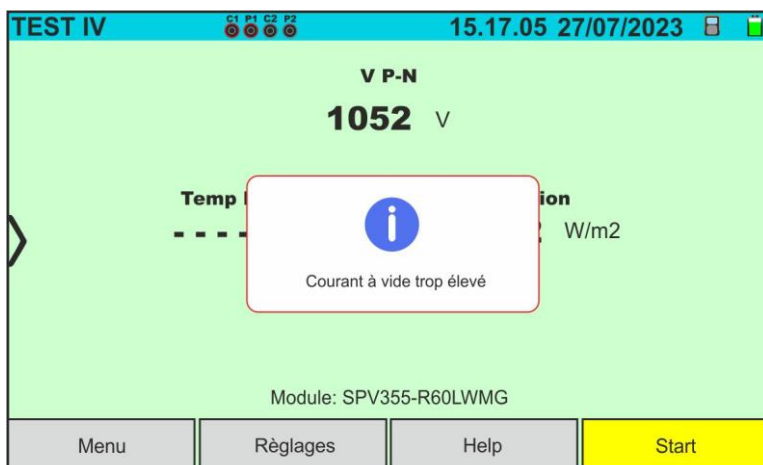 TEST IV C1 P1 C2 P2 15.17.05 27/07/2023
V P-N
1052 V
Temp ion
- - - - W/m2
i
Courant à vide trop élevé
Module: SPV355-R60LWMG
Menu Règlages Help Start